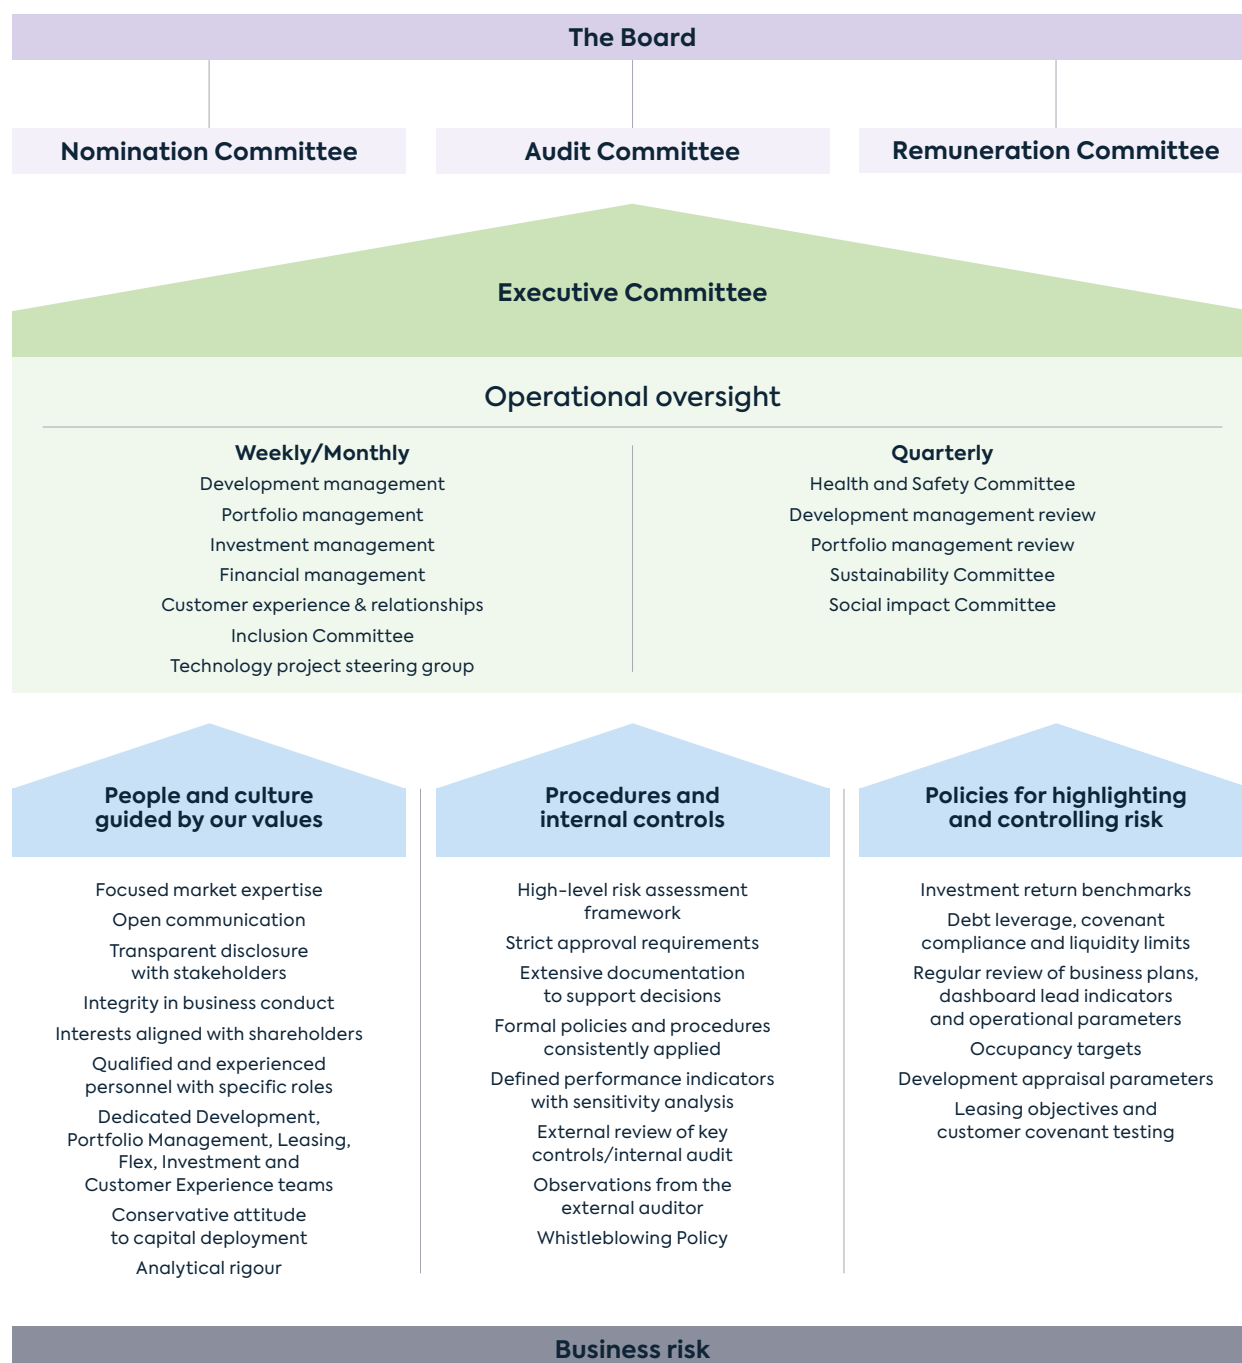 The Board
Nomination Committee
Audit Committee
Remuneration Committee
Executive Committee
Operational oversight
Weekly/Monthly
Development management
Portfolio management
Investment management
Financial management
Customer experience & relationships
Inclusion Committee
Technology project steering group
Quarterly
Health and Safety Committee
Development management review
Portfolio management review
Sustainability Committee
Social impact Committee
People and culture
guided by our values
Focused market expertise
Open communication
Transparent disclosure
with stakeholders
Integrity in business conduct
Interests aligned with shareholders
Qualified and experienced
personnel with specific roles
Dedicated Development,
Portfolio Management, Leasing,
Flex, Investment and
Customer Experience teams
Conservative attitude
to capital deployment
Analytical rigour
Procedures and
internal controls
High-level risk assessment
framework
Strict approval requirements
Extensive documentation
to support decisions
Formal policies and procedures
consistently applied
Defined performance indicators
with sensitivity analysis
External review of key
controls/internal audit
Observations from the
external auditor
Whistleblowing Policy
Policies for highlighting
and controlling risk
Investment return benchmarks
Debt leverage, covenant
compliance and liquidity limits
Regular review of business plans,
dashboard lead indicators
and operational parameters
Occupancy targets
Development appraisal parameters
Leasing objectives and
customer covenant testing
Business risk